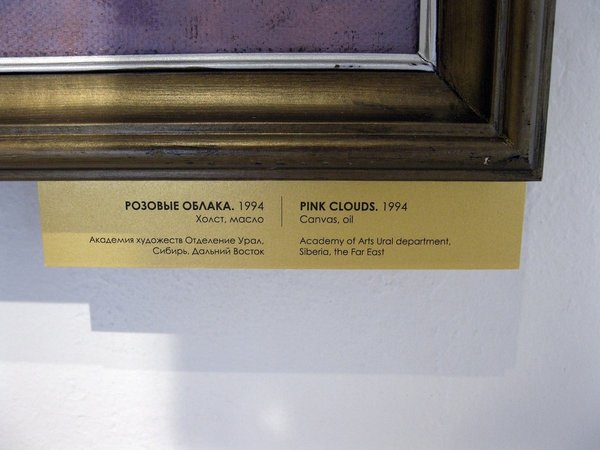 РОЗОВЫЕ ОБЛАКА. 1994
Холст, масло
Академия художеств Отделение Урал,
Сибирь, Дальний Восток
PINK CLOUDS. 1994
Canvas, oil
Academy of Arts Ural department,
Siberia, the Far East